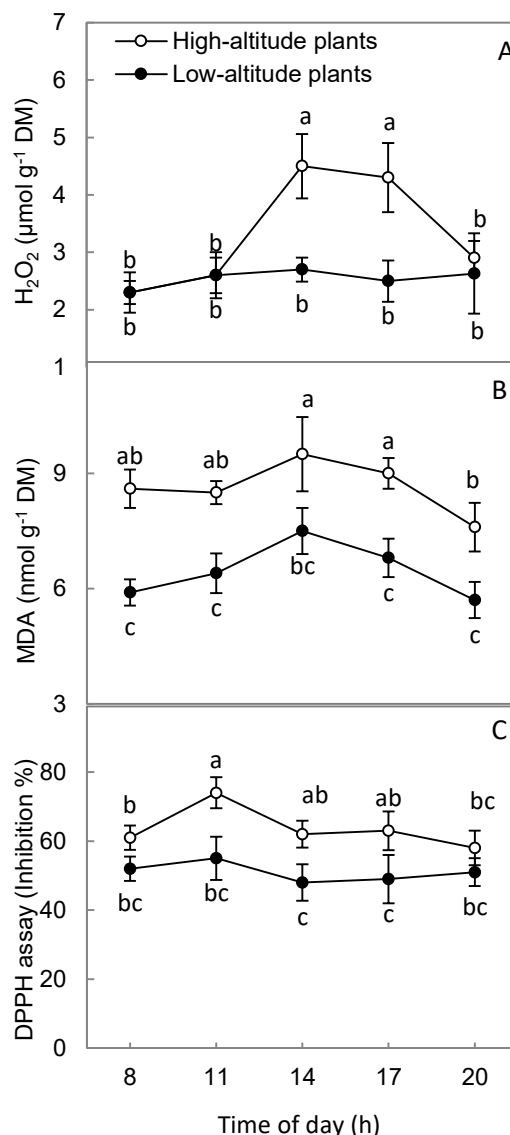 7
A
High-altitude plants
Low-altitude plants
6
a
a
5
4
b
b
b
3
2
b
b
b
b
b
H₂O₂ (µmol g⁻¹ DM)
1
B
a
ab
ab
a
b
9
bc
6
c
c
c
c
MDA (nmol g⁻¹ DM)
3
C
a
80
b
ab
ab
bc
60
bc
bc
c
c
bc
40
20
0
DPPH assay (Inhibition %)
8 11 14 17 20
Time of day (h)